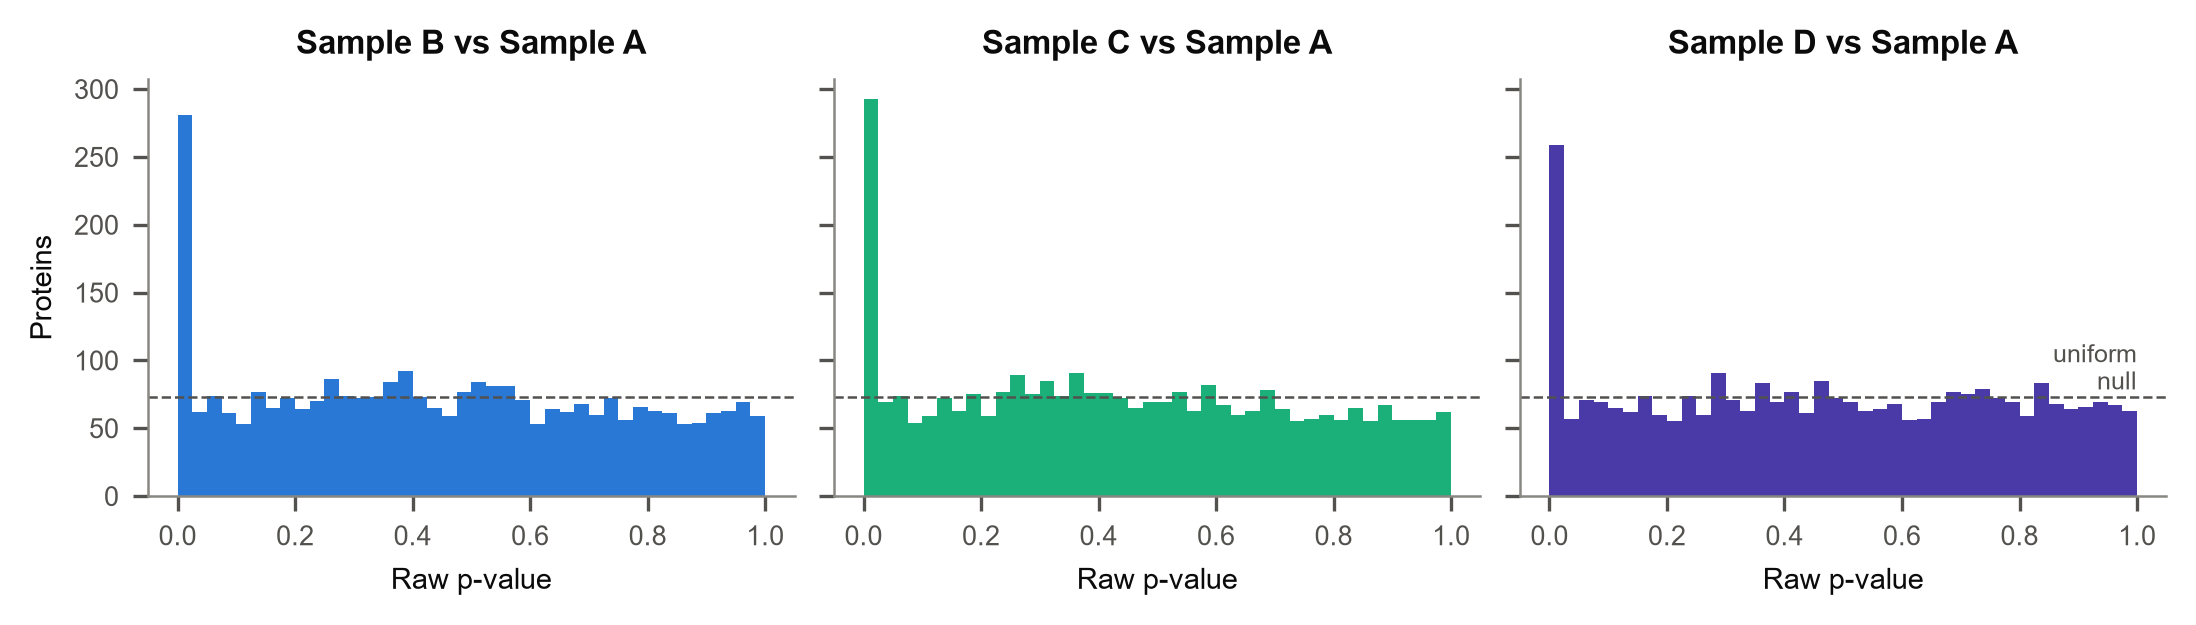 Sample B vs Sample A
Sample C vs Sample A
Sample D vs Sample A
Proteins
300
250
200
150
100
50
0
uniform
null
0.0 0.2 0.4 0.6 0.8 1.0
0.0 0.2 0.4 0.6 0.8 1.0
0.0 0.2 0.4 0.6 0.8 1.0
Raw p-value
Raw p-value
Raw p-value